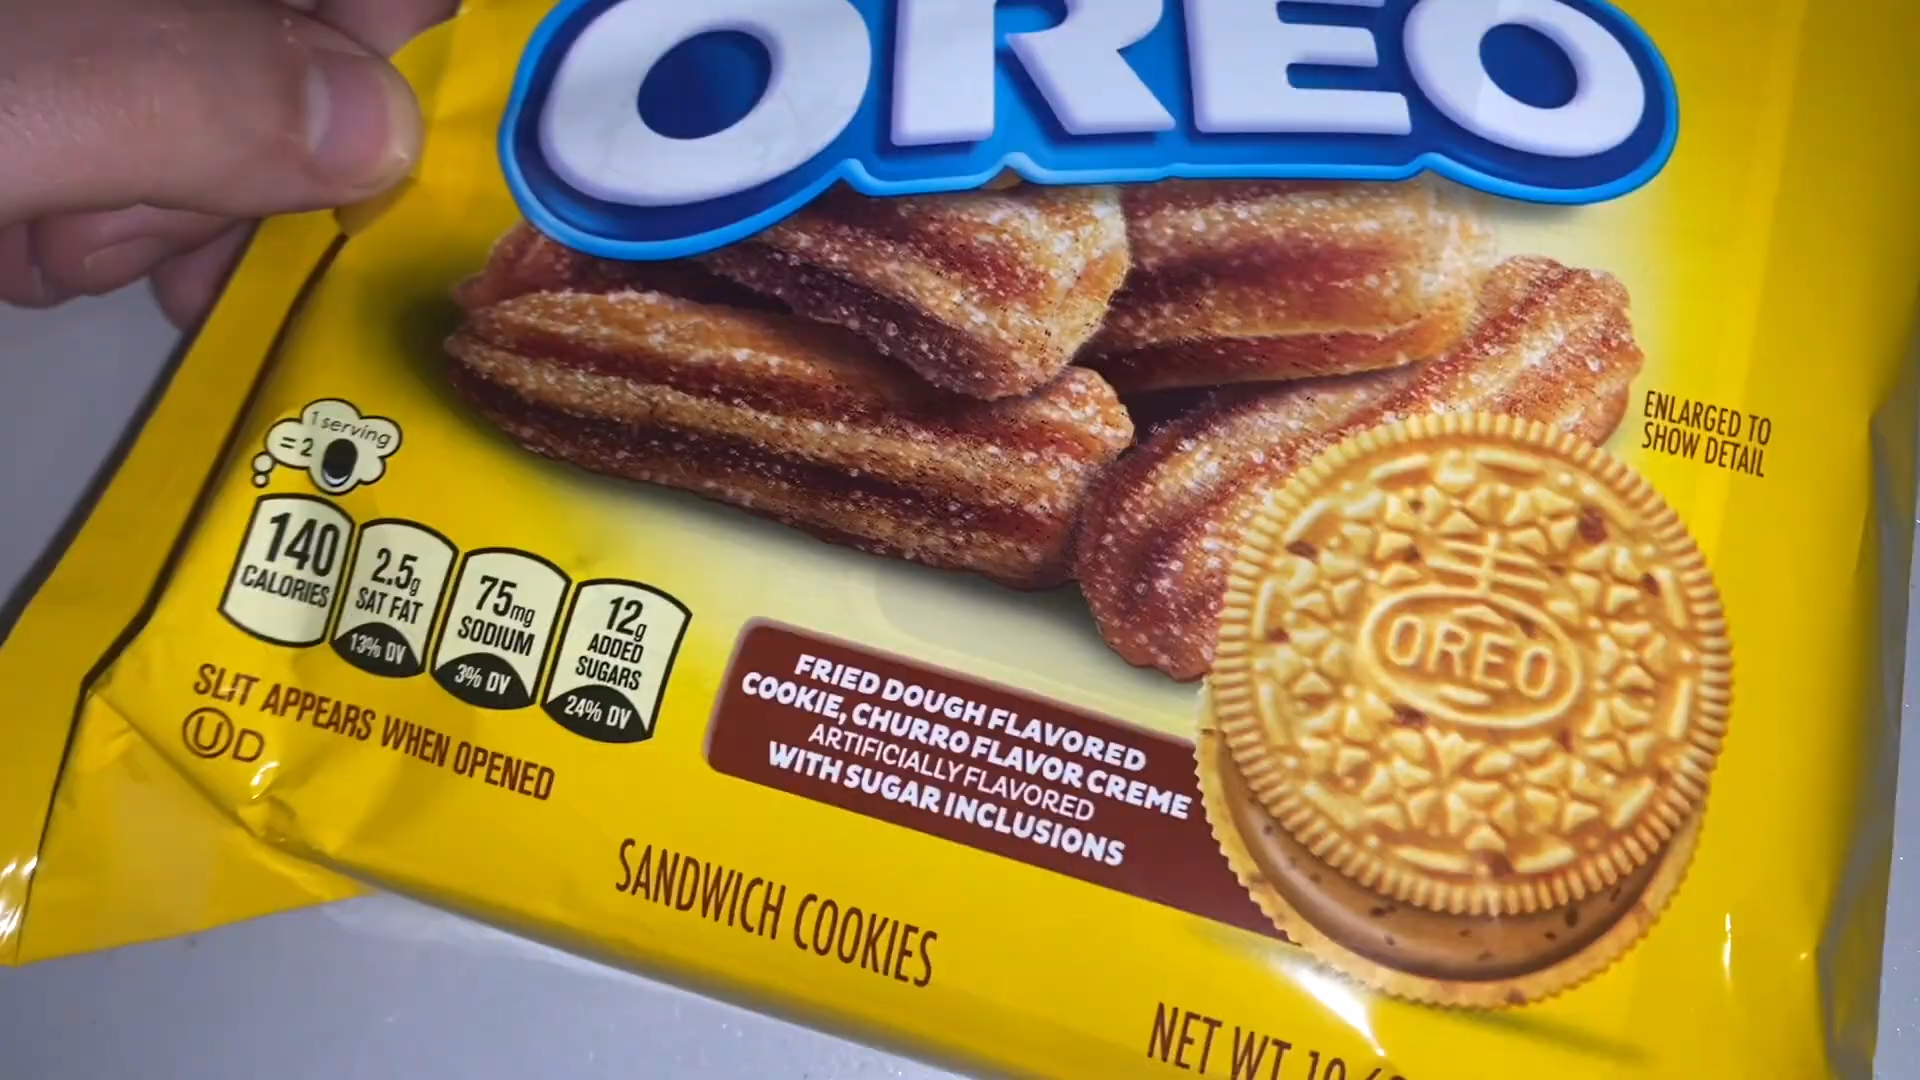 OREO
ENLARGED TO
SHOW DETAIL
1 serving
= 2
140
CALORIES
2.5g
SAT FAT
13% DV
75mg
SODIUM
3% DV
12g
ADDED
SUGARS
24% DV
SLIT APPEARS WHEN OPENED
U D
FRIED DOUGH FLAVORED
COOKIE, CHURRO FLAVOR CREME
ARTIFICIALLY FLAVORED
WITH SUGAR INCLUSIONS
OREO
SANDWICH COOKIES
NET WT